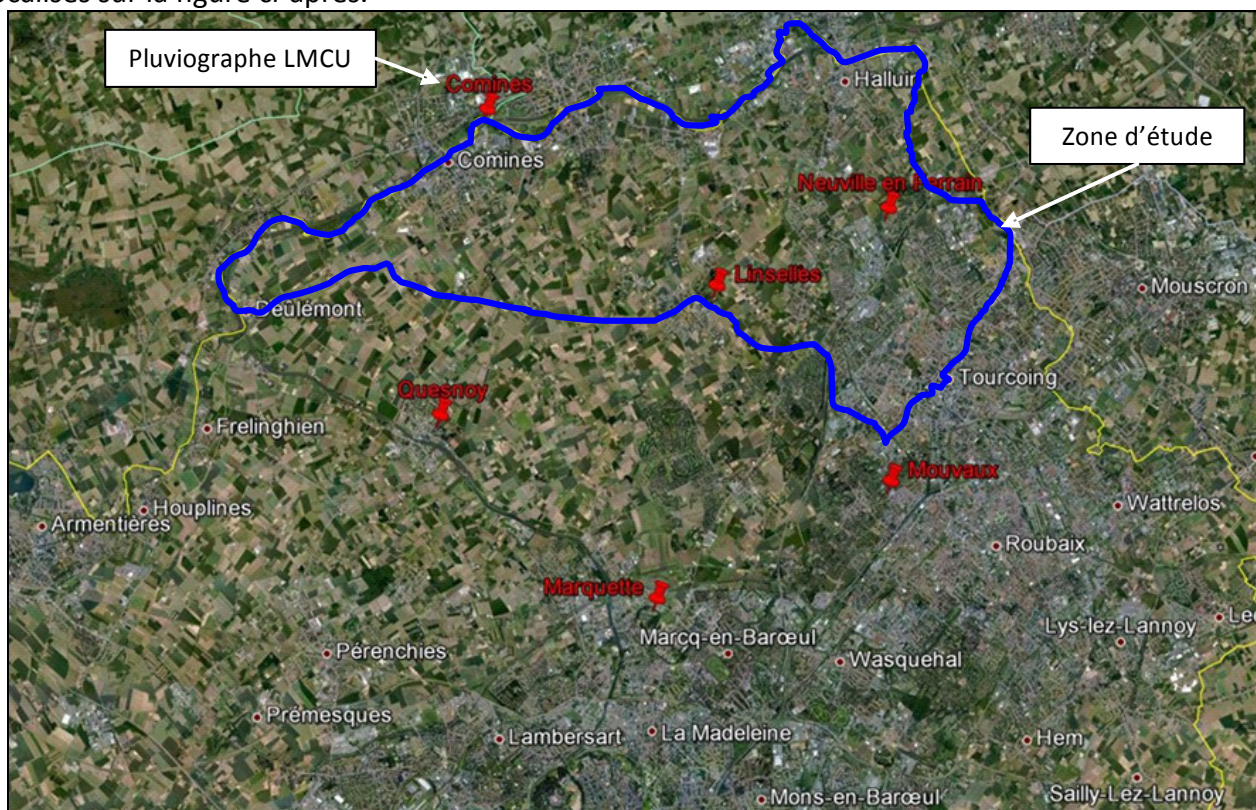 ocalisés sur la figure ci-après.
Pluviographe LMCU
Comines
Halluin
Zone d'étude
Comines
Neuville en Ferrain
Linselles
Mouscron
Deulémont
Tourcoing
Quesnoy
Frelinghien
Mouvaux
Houplines
Wattrelos
Armentières
Roubaix
Marquette
Lee
Marcq-en-Barœul
Lys-lez-Lannoy
Pérenchies
Wasquehal
Prémesques
Lambersart
La Madeleine
Hem
Sailly-Lez-Lannoy
Mons-en-Barœul